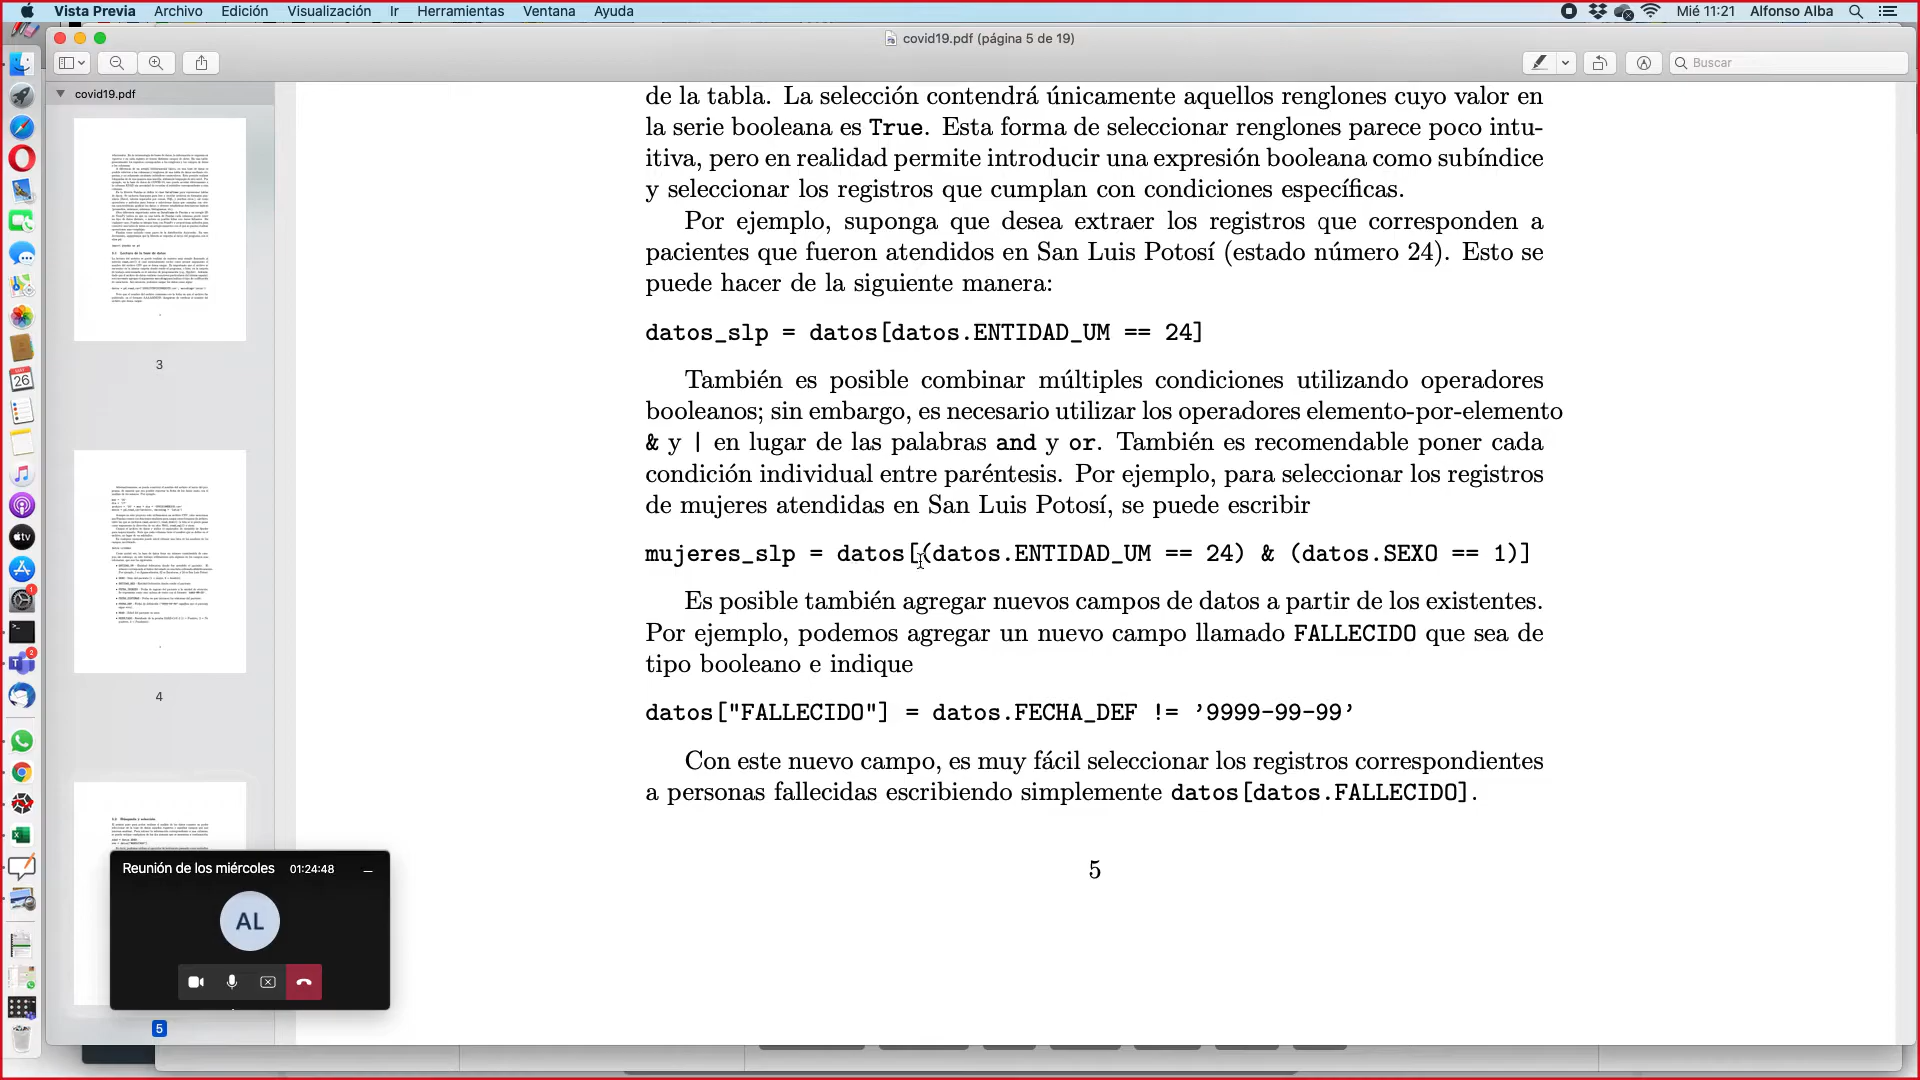 Vista Previa Archivo Edición Visualización Ir Herramientas Ventana Ayuda
Mié 11:21 Alfonso Alba
covid19.pdf (página 5 de 19)
Buscar
covid19.pdf
3
4
5
de la tabla. La selección contendrá únicamente aquellos renglones cuyo valor en
la serie booleana es True. Esta forma de seleccionar renglones parece poco intu-
itiva, pero en realidad permite introducir una expresión booleana como subíndice
y seleccionar los registros que cumplan con condiciones específicas.
Por ejemplo, suponga que desea extraer los registros que corresponden a
pacientes que fueron atendidos en San Luis Potosí (estado número 24). Esto se
puede hacer de la siguiente manera:
datos_slp = datos[datos.ENTIDAD_UM == 24]
También es posible combinar múltiples condiciones utilizando operadores
booleanos; sin embargo, es necesario utilizar los operadores elemento-por-elemento
& y | en lugar de las palabras and y or. También es recomendable poner cada
condición individual entre paréntesis. Por ejemplo, para seleccionar los registros
de mujeres atendidas en San Luis Potosí, se puede escribir
mujeres_slp = datos[(datos.ENTIDAD_UM == 24) & (datos.SEXO == 1)]
Es posible también agregar nuevos campos de datos a partir de los existentes.
Por ejemplo, podemos agregar un nuevo campo llamado FALLECIDO que sea de
tipo booleano e indique
datos["FALLECIDO"] = datos.FECHA_DEF != '9999-99-99'
Con este nuevo campo, es muy fácil seleccionar los registros correspondientes
a personas fallecidas escribiendo simplemente datos[datos.FALLECIDO].
5
Reunión de los miércoles 01:24:48
AL
26
tv
1
2